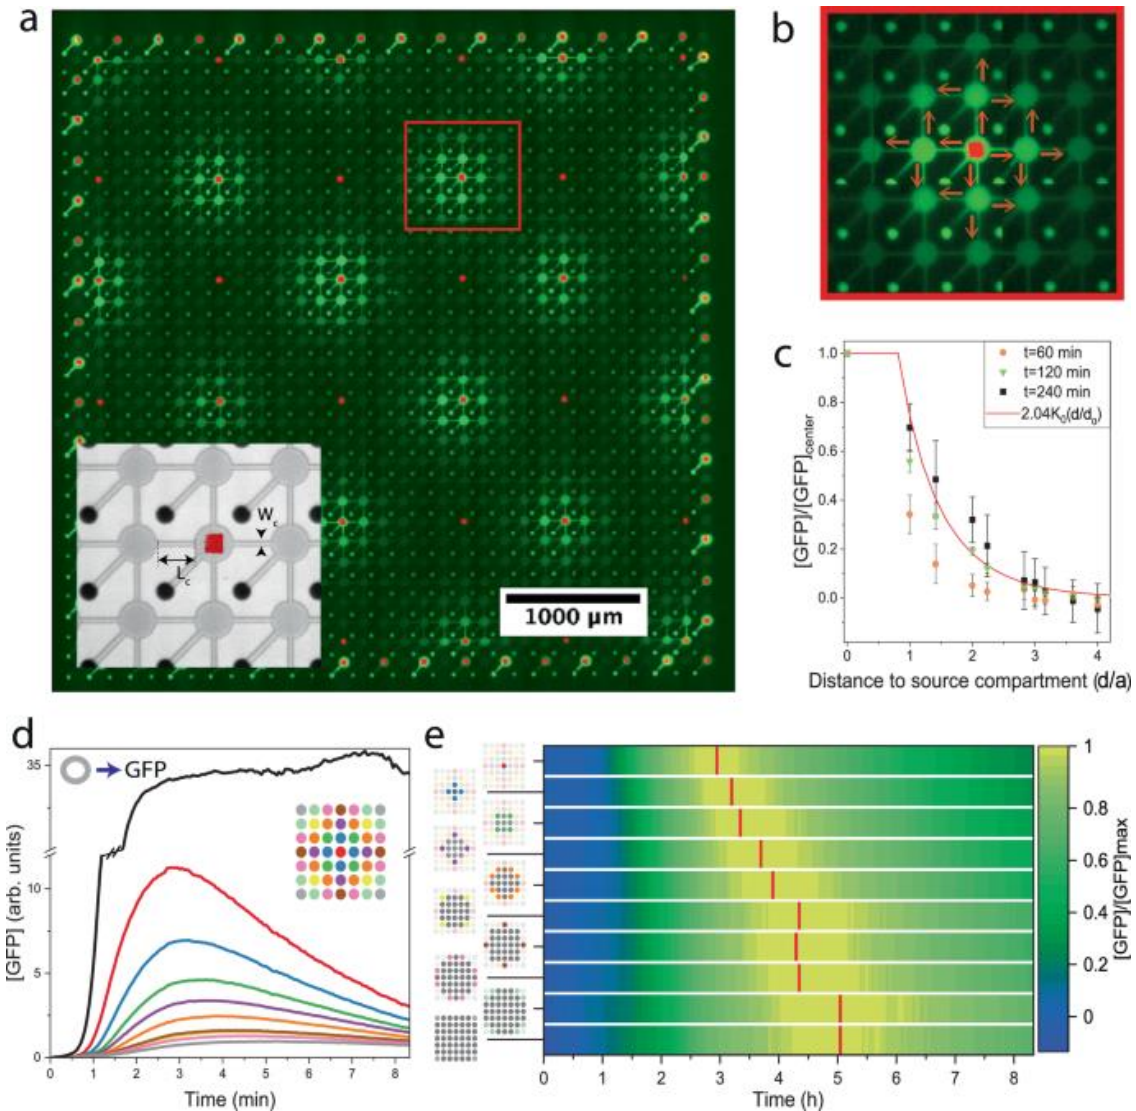 a
W_c
L_c
1000 µm
b
c
1.0
0.8
0.6
0.4
0.2
0.0
[GFP]/[GFP]center
t=60 min
t=120 min
t=240 min
2.04K₀(d/d₀)
0 1 2 3 4
Distance to source compartment (d/a)
d
GFP
35
10
5
0
[GFP] (arb. units)
0 1 2 3 4 5 6 7 8
Time (min)
e
0 1 2 3 4 5 6 7 8
Time (h)
1
0.8
0.6
0.4
0.2
0
[GFP]/[GFP]max